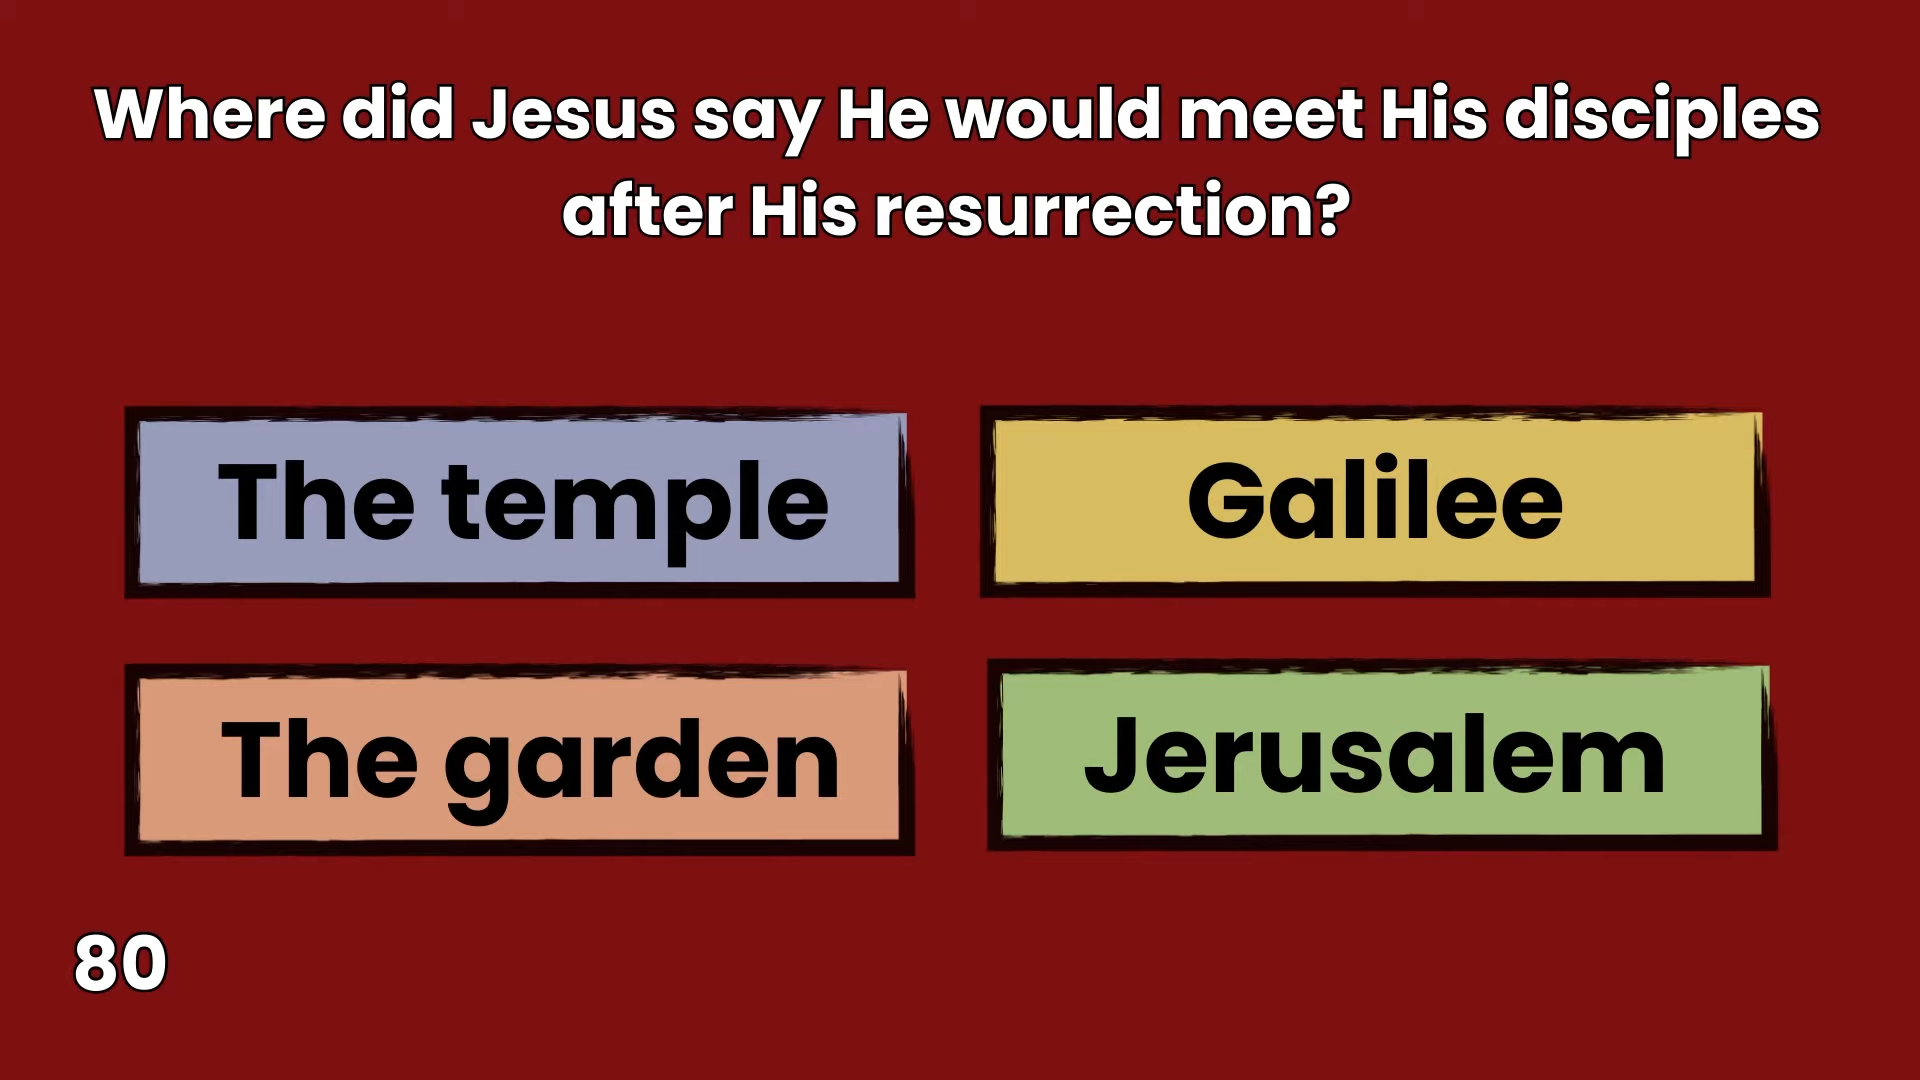 Where did Jesus say He would meet His disciples
after His resurrection?
The temple
Galilee
The garden
Jerusalem
80